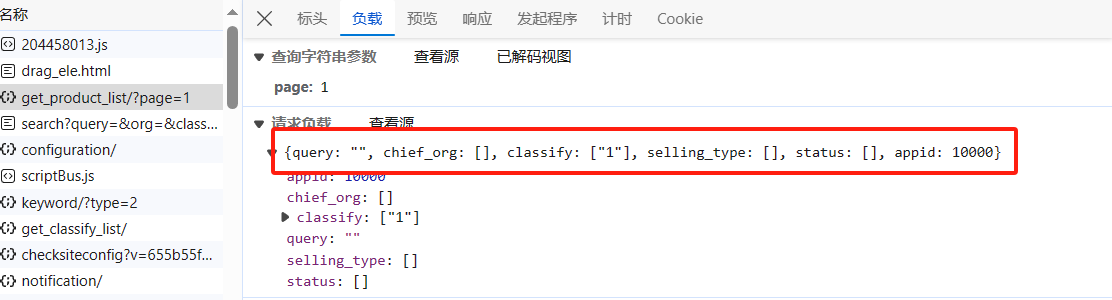 名称
204458013.js
drag_ele.html
get_product_list/?page=1
search?query=&org=&class...
configuration/
scriptBus.js
keyword/?type=2
get_classify_list/
checksiteconfig?v=655b55f...
notification/
标头 负载 预览 响应 发起程序 计时 Cookie
查询字符串参数 查看源 已解码视图
page: 1
请求负载 查看源
{query: "", chief_org: [], classify: ["1"], selling_type: [], status: [], appid: 10000}
appid: 10000
chief_org: []
classify: ["1"]
query: ""
selling_type: []
status: []